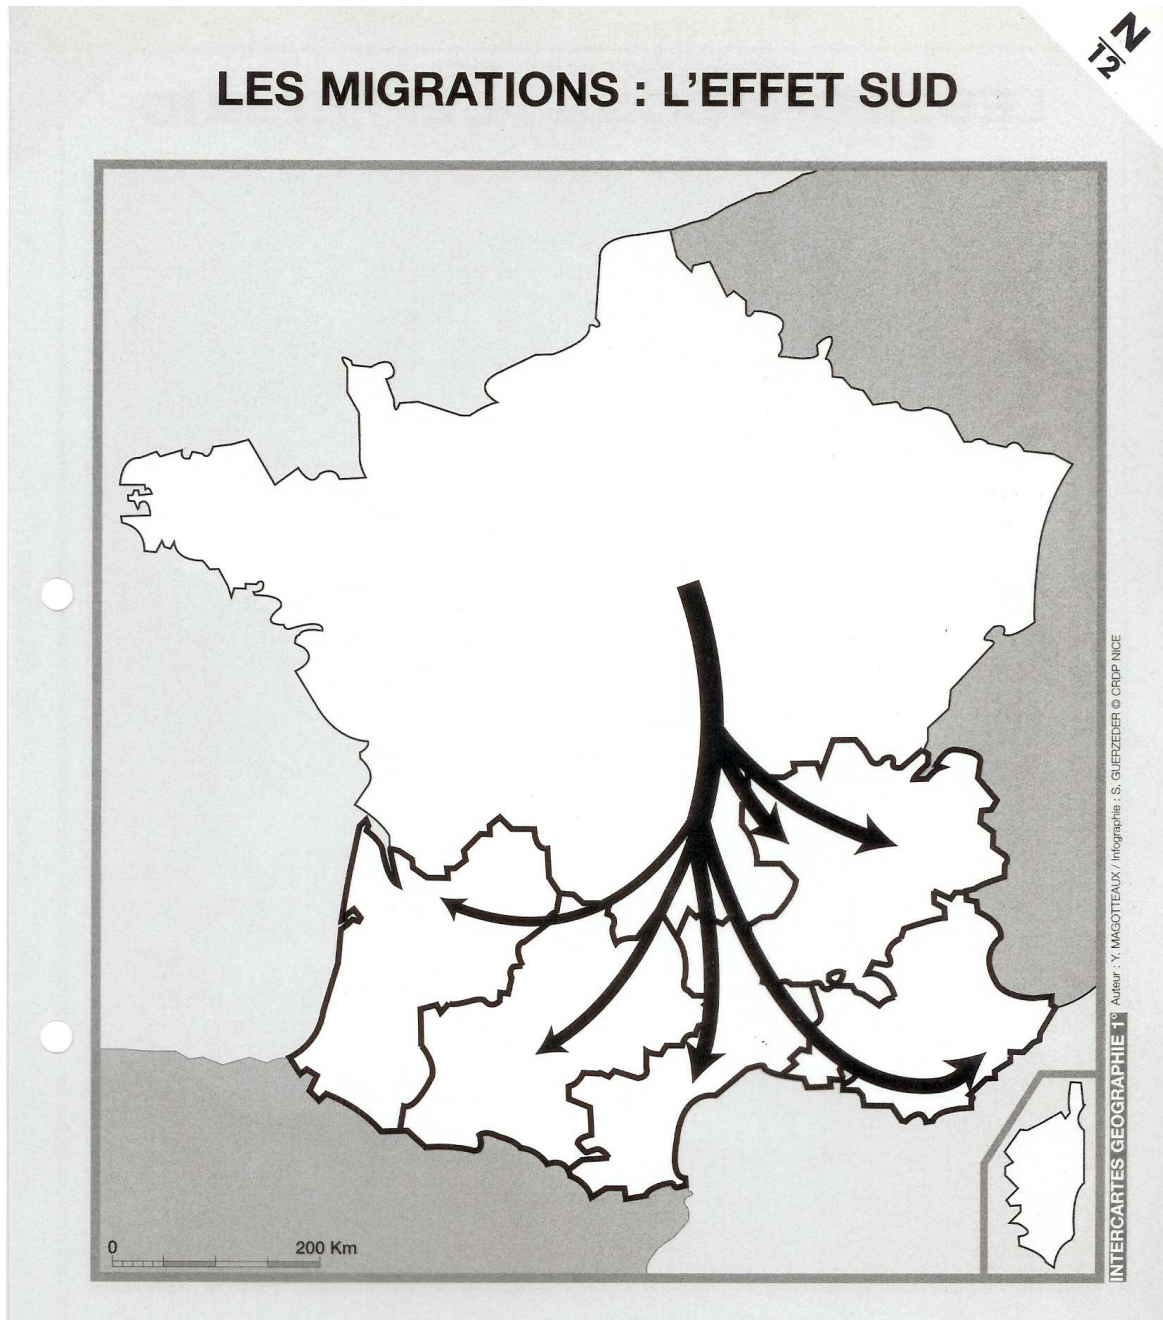 N
12
LES MIGRATIONS : L'EFFET SUD
0 200 Km
INTERCARTES GEOGRAPHIE 1° Auteur : Y. MAGOTTEAUX / Infographie : S. GUERZEDER © CRDP NICE